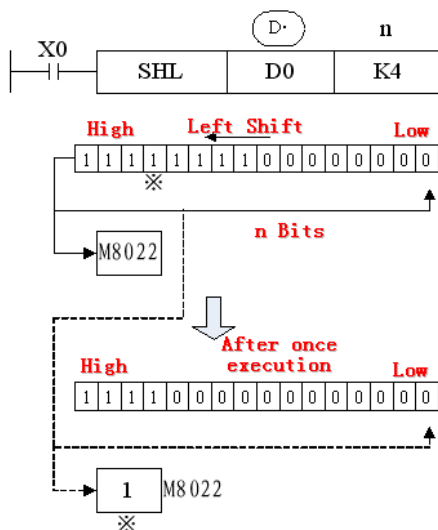 D· n
X0
SHL D0 K4
High Left Shift Low
1 1 1 1 1 1 1 1 0 0 0 0 0 0 0 0
※
n Bits
M8022
After once
execution
High Low
1 1 1 1 0 0 0 0 0 0 0 0 0 0 0 0
1 M8022
※